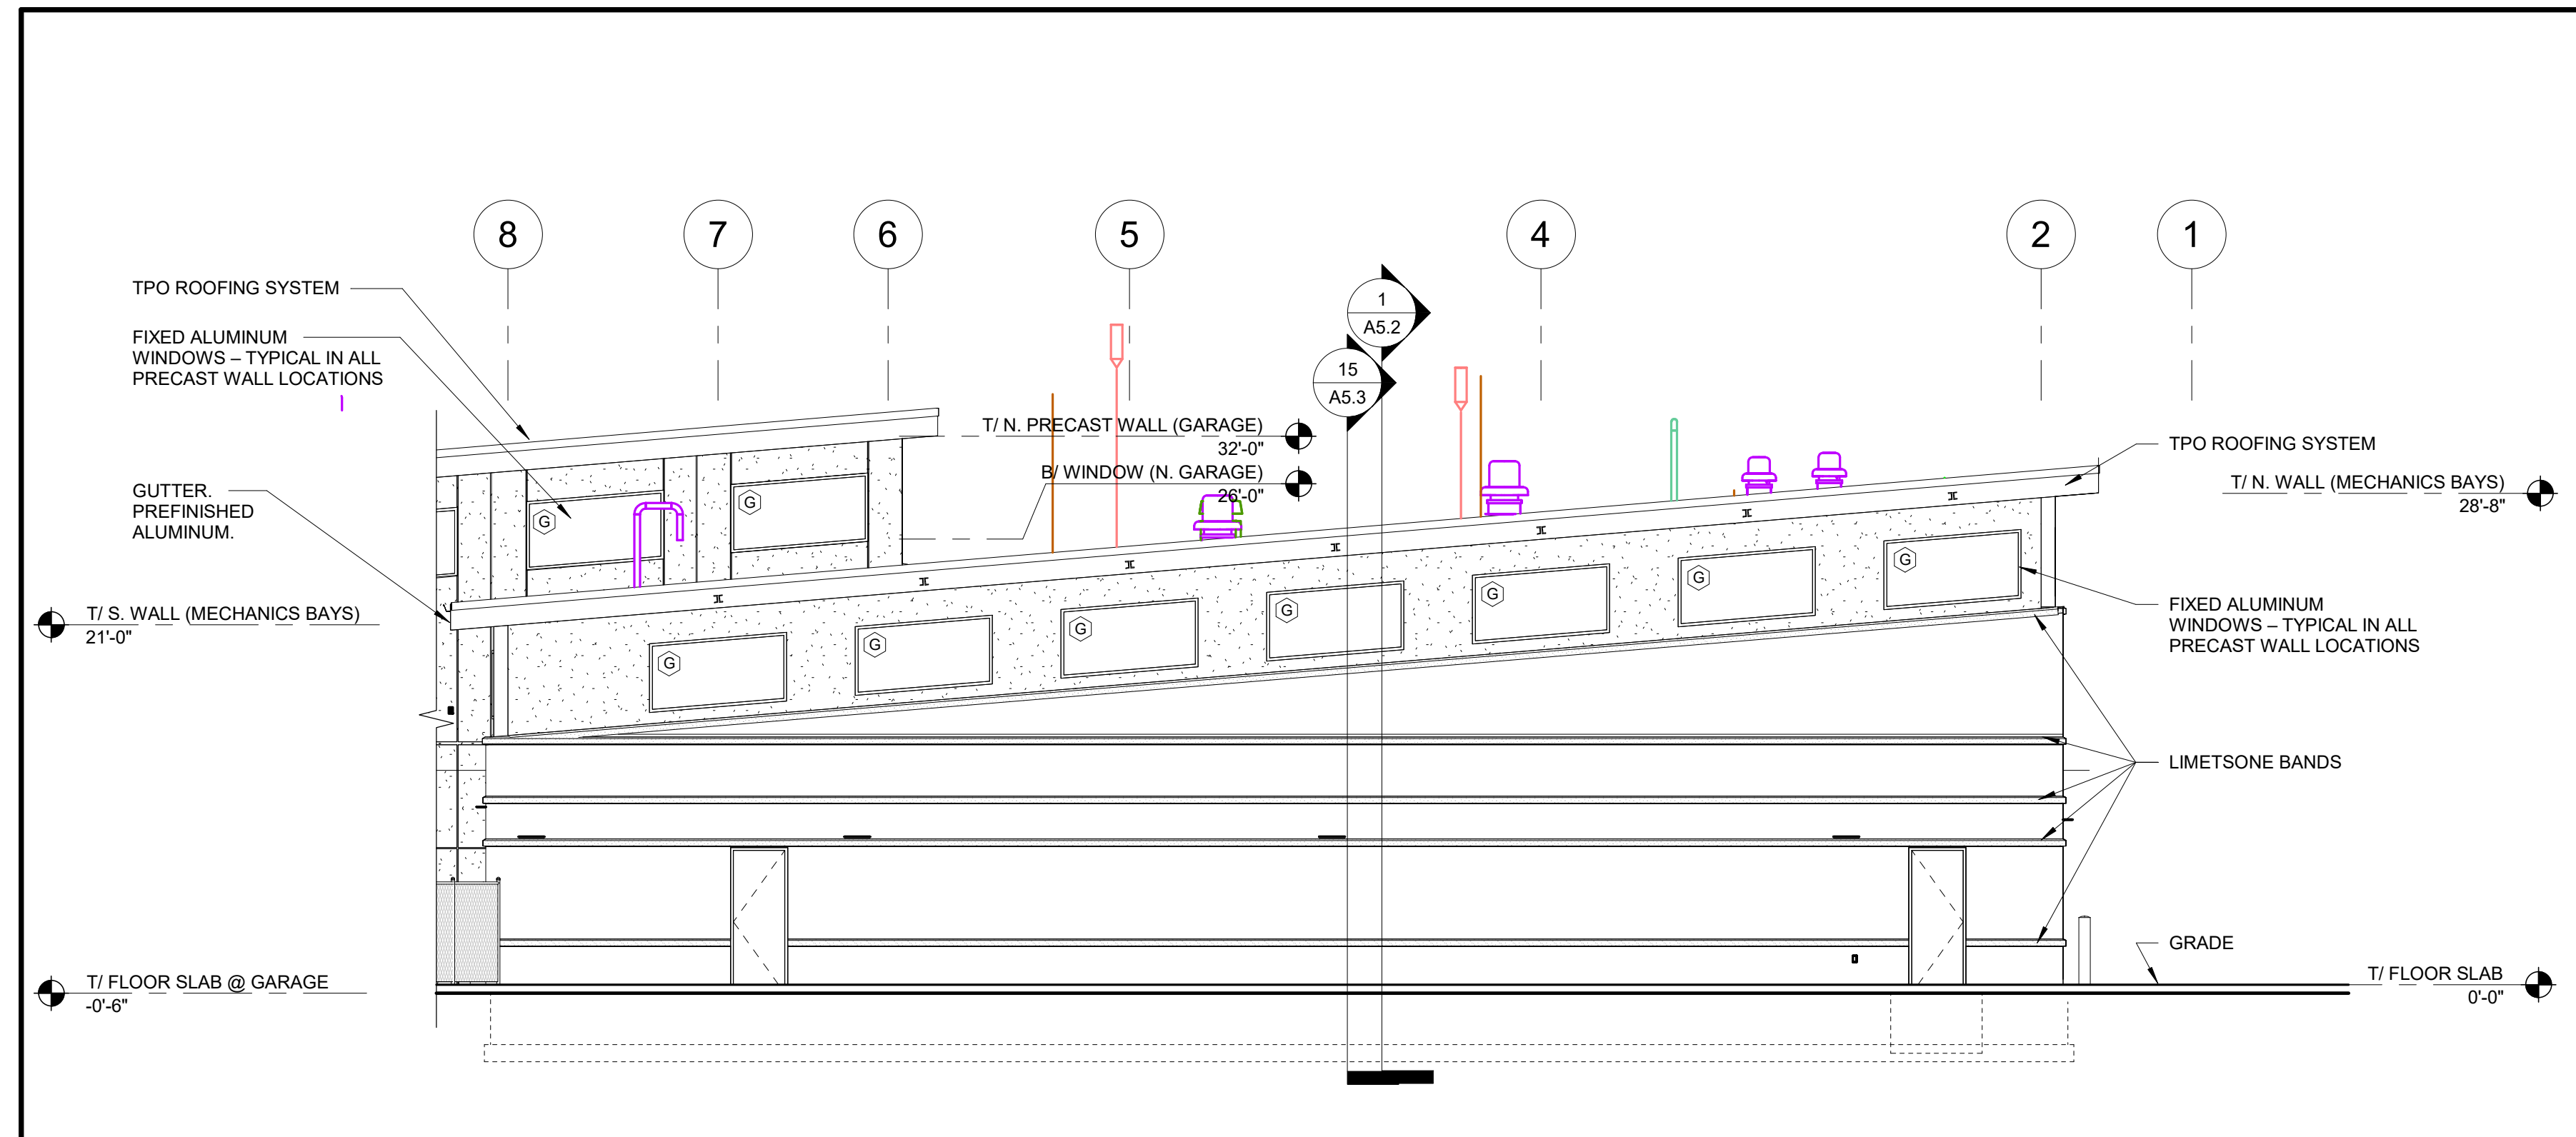 8
7
6
5
4
2
1
TPO ROOFING SYSTEM
FIXED ALUMINUM
WINDOWS – TYPICAL IN ALL
PRECAST WALL LOCATIONS
GUTTER.
PREFINISHED
ALUMINUM.
T/ S. WALL (MECHANICS BAYS)
21'-0"
T/ FLOOR SLAB @ GARAGE
-0'-6"
1
A5.2
15
A5.3
T/ N. PRECAST WALL (GARAGE)
32'-0"
B/ WINDOW (N. GARAGE)
26'-0"
G
G
G
G
G
G
G
G
G
TPO ROOFING SYSTEM
T/ N. WALL (MECHANICS BAYS)
28'-8"
FIXED ALUMINUM
WINDOWS – TYPICAL IN ALL
PRECAST WALL LOCATIONS
LIMETSONE BANDS
GRADE
T/ FLOOR SLAB
0'-0"